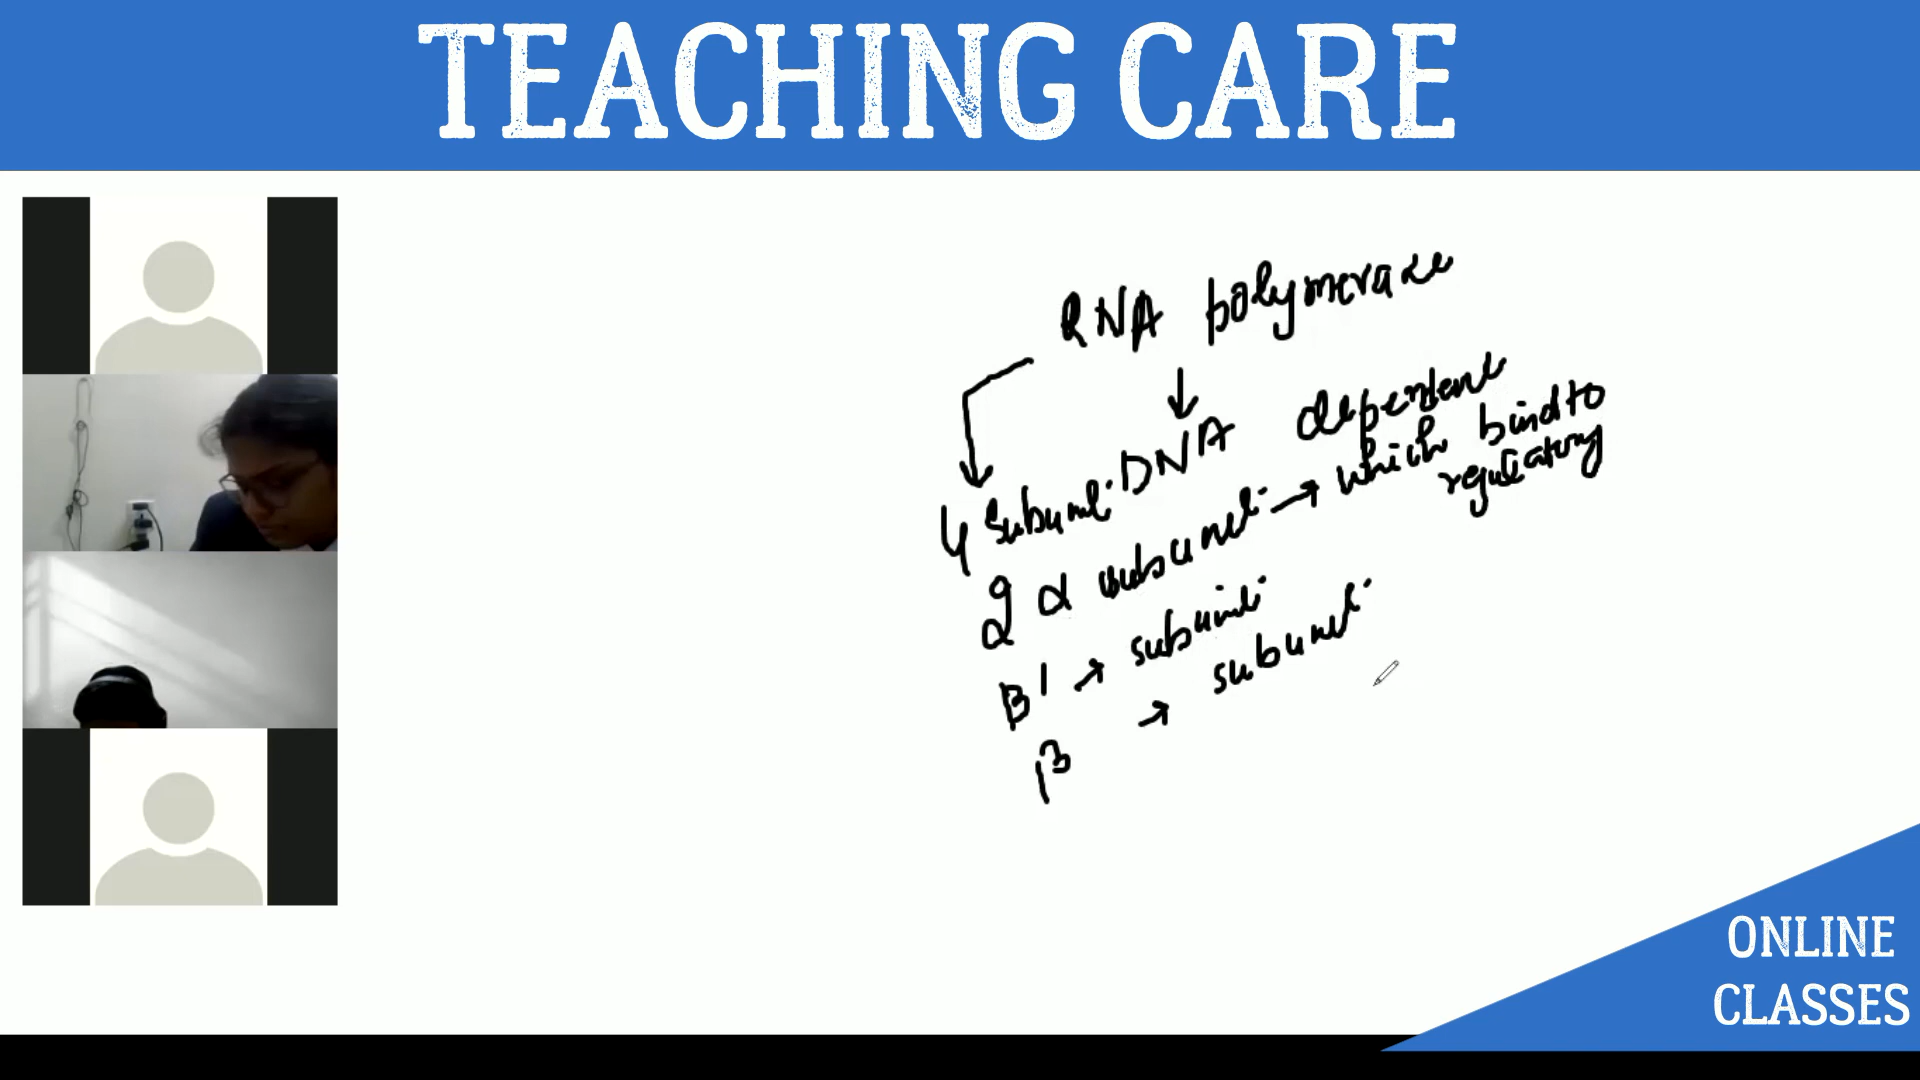 TEACHING CARE
RNA polymerase
DNA dependent
4 subunit
2 α subunit → which bind to
regulatory
β' → subunit
β → subunit
ONLINE
CLASSES